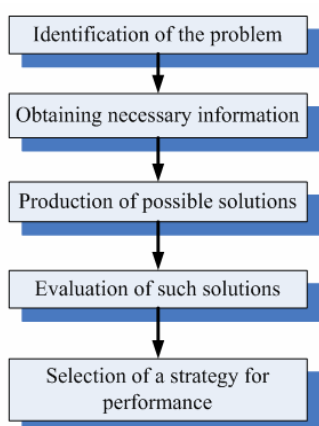 Identification of the problem
Obtaining necessary information
Production of possible solutions
Evaluation of such solutions
Selection of a strategy for
performance